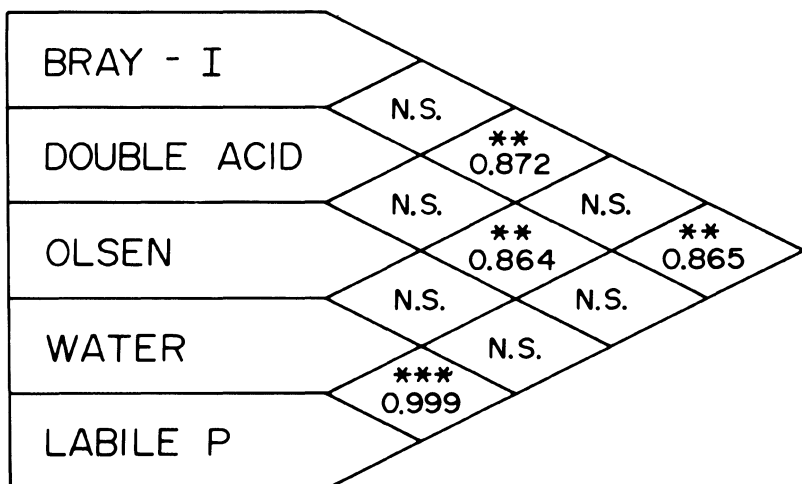 BRAY - I
N.S.
**
0.872
DOUBLE ACID
N.S.
N.S.
**
0.864
**
0.865
OLSEN
N.S.
N.S.
WATER
N.S.
***
0.999
LABILE P